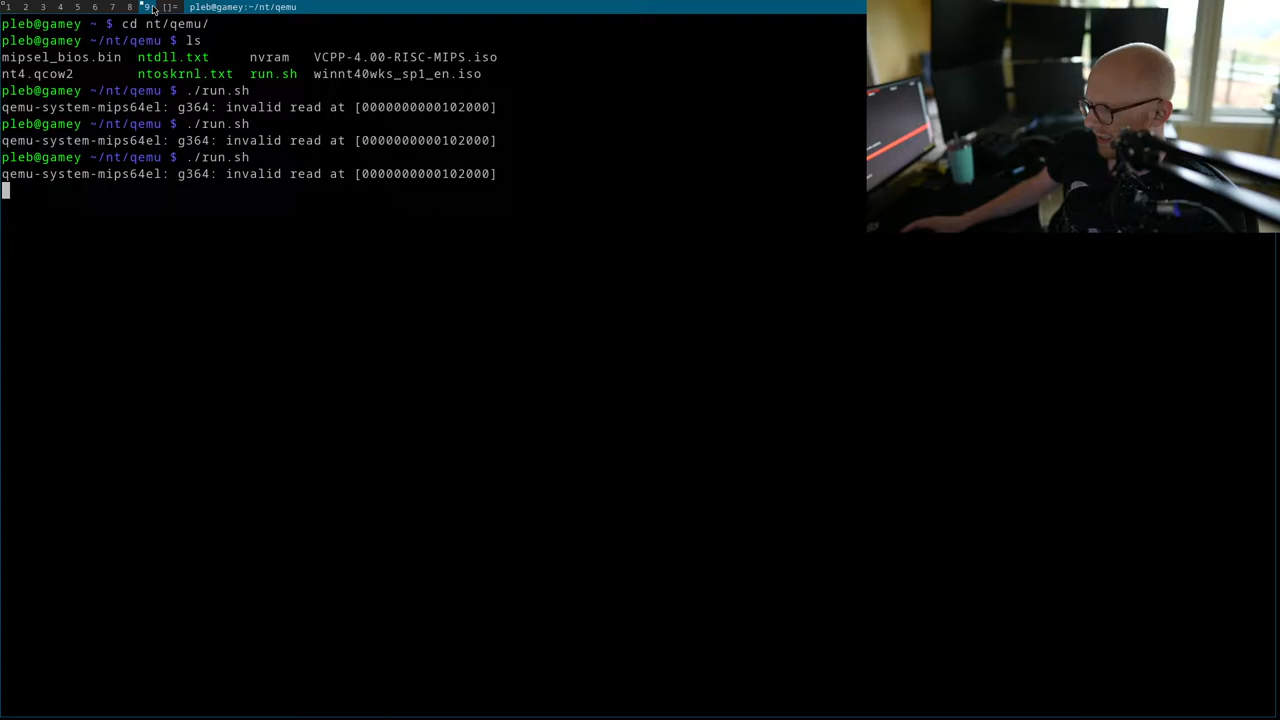 1 2 3 4 5 6 7 8 9 []= pleb@gamey:~/nt/qemu
pleb@gamey ~ $ cd nt/qemu/
pleb@gamey ~/nt/qemu $ ls
mipsel_bios.bin ntdll.txt nvram VCPP-4.00-RISC-MIPS.iso
nt4.qcow2 ntoskrnl.txt run.sh winnt40wks_sp1_en.iso
pleb@gamey ~/nt/qemu $ ./run.sh
qemu-system-mips64el: g364: invalid read at [0000000000102000]
pleb@gamey ~/nt/qemu $ ./run.sh
qemu-system-mips64el: g364: invalid read at [0000000000102000]
pleb@gamey ~/nt/qemu $ ./run.sh
qemu-system-mips64el: g364: invalid read at [0000000000102000]